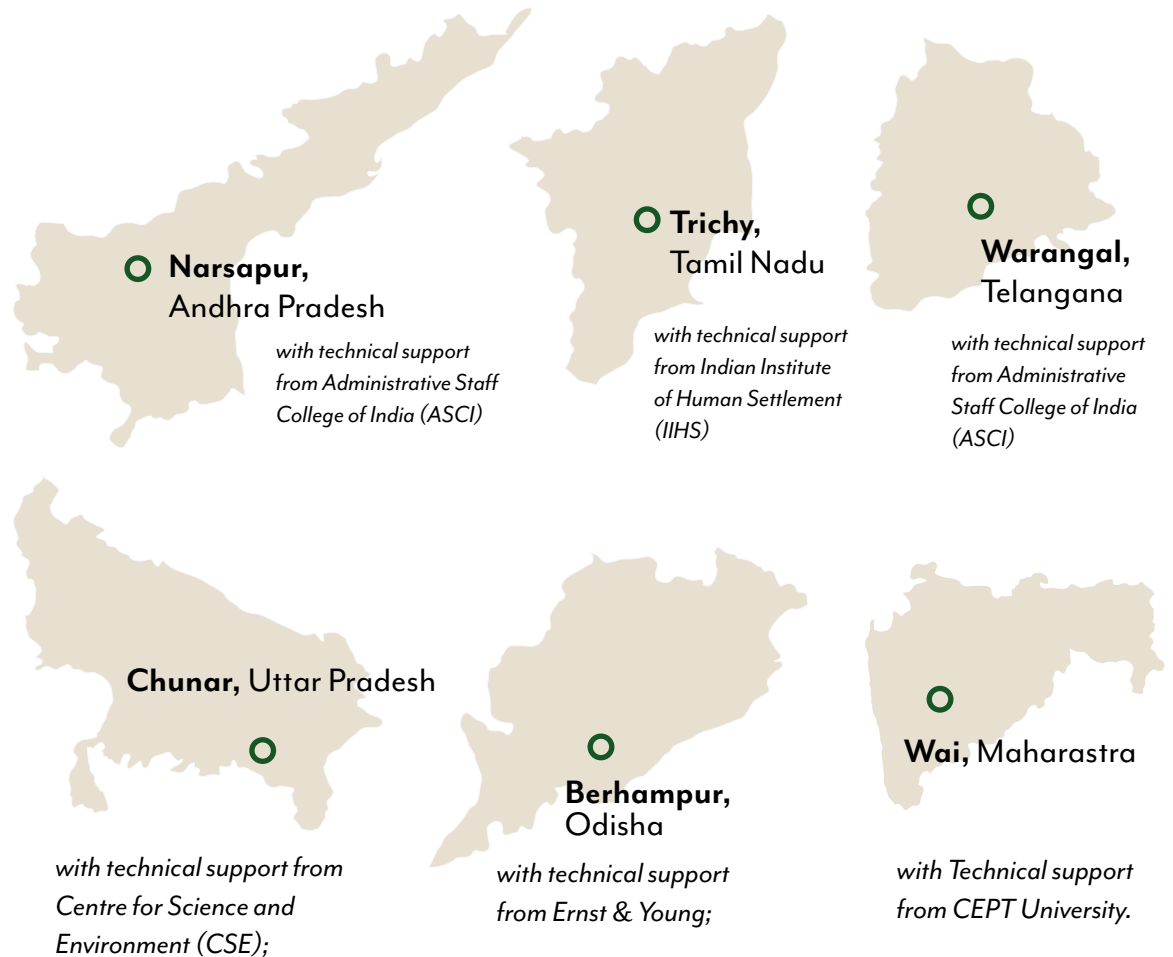 Narsapur,
Andhra Pradesh
with technical support
from Administrative Staff
College of India (ASCI)
Trichy,
Tamil Nadu
with technical support
from Indian Institute
of Human Settlement
(IIHS)
Warangal,
Telangana
with technical support
from Administrative
Staff College of India
(ASCI)
Chunar, Uttar Pradesh
with technical support from
Centre for Science and
Environment (CSE);
Berhampur,
Odisha
with technical support
from Ernst & Young;
Wai, Maharastra
with Technical support
from CEPT University.